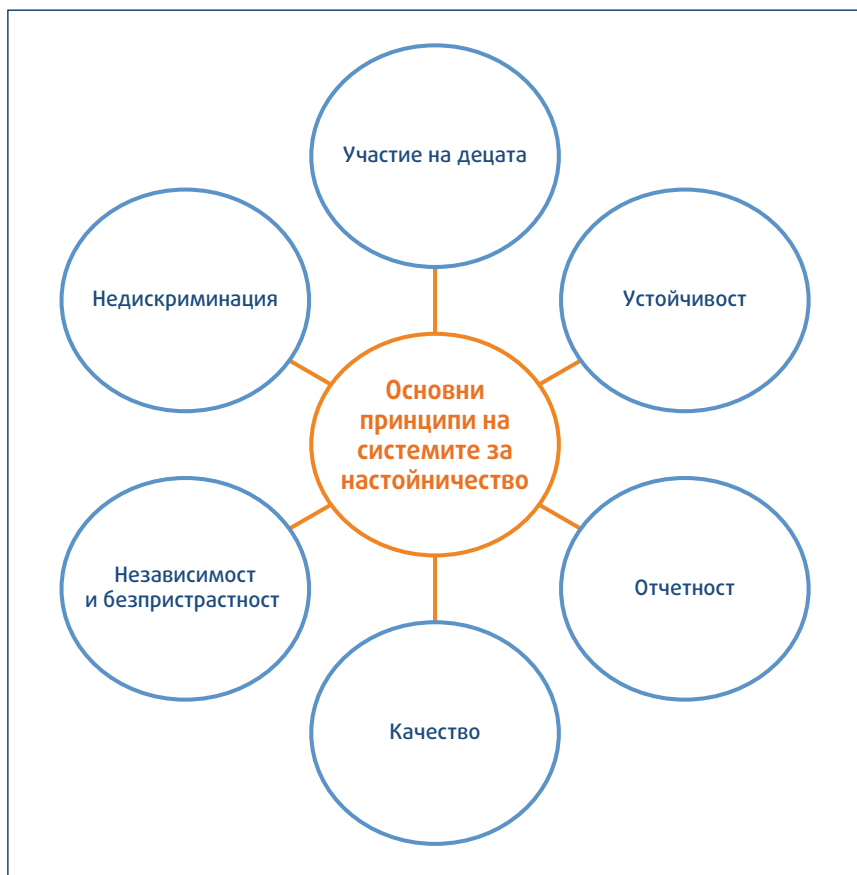 Участие на децата
Недискриминация
Устойчивост
Основни
принципи на
системите за
настойничество
Независимост
и безпристрастност
Отчетност
Качество